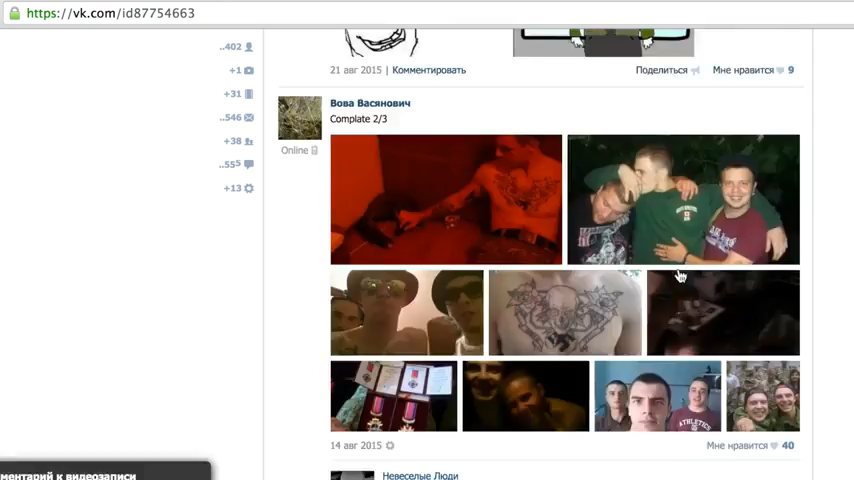 https://vk.com/id87754663
..402
+1
+31
..546
+38
..55⁵
+13
21 авг 2015 | Комментировать
Поделиться
Мне нравится 9
Вова Васянович
Complate 2/3
Online
ATHLETICS
14 авг 2015
Мне нравится 40
ментарий к видеозаписи
Невеселые Люди